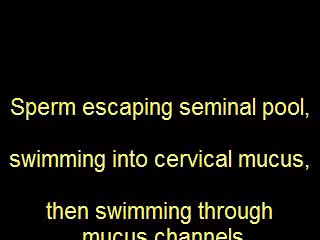 Sperm escaping seminal pool,
swimming into cervical mucus,
then swimming through
mucus channels